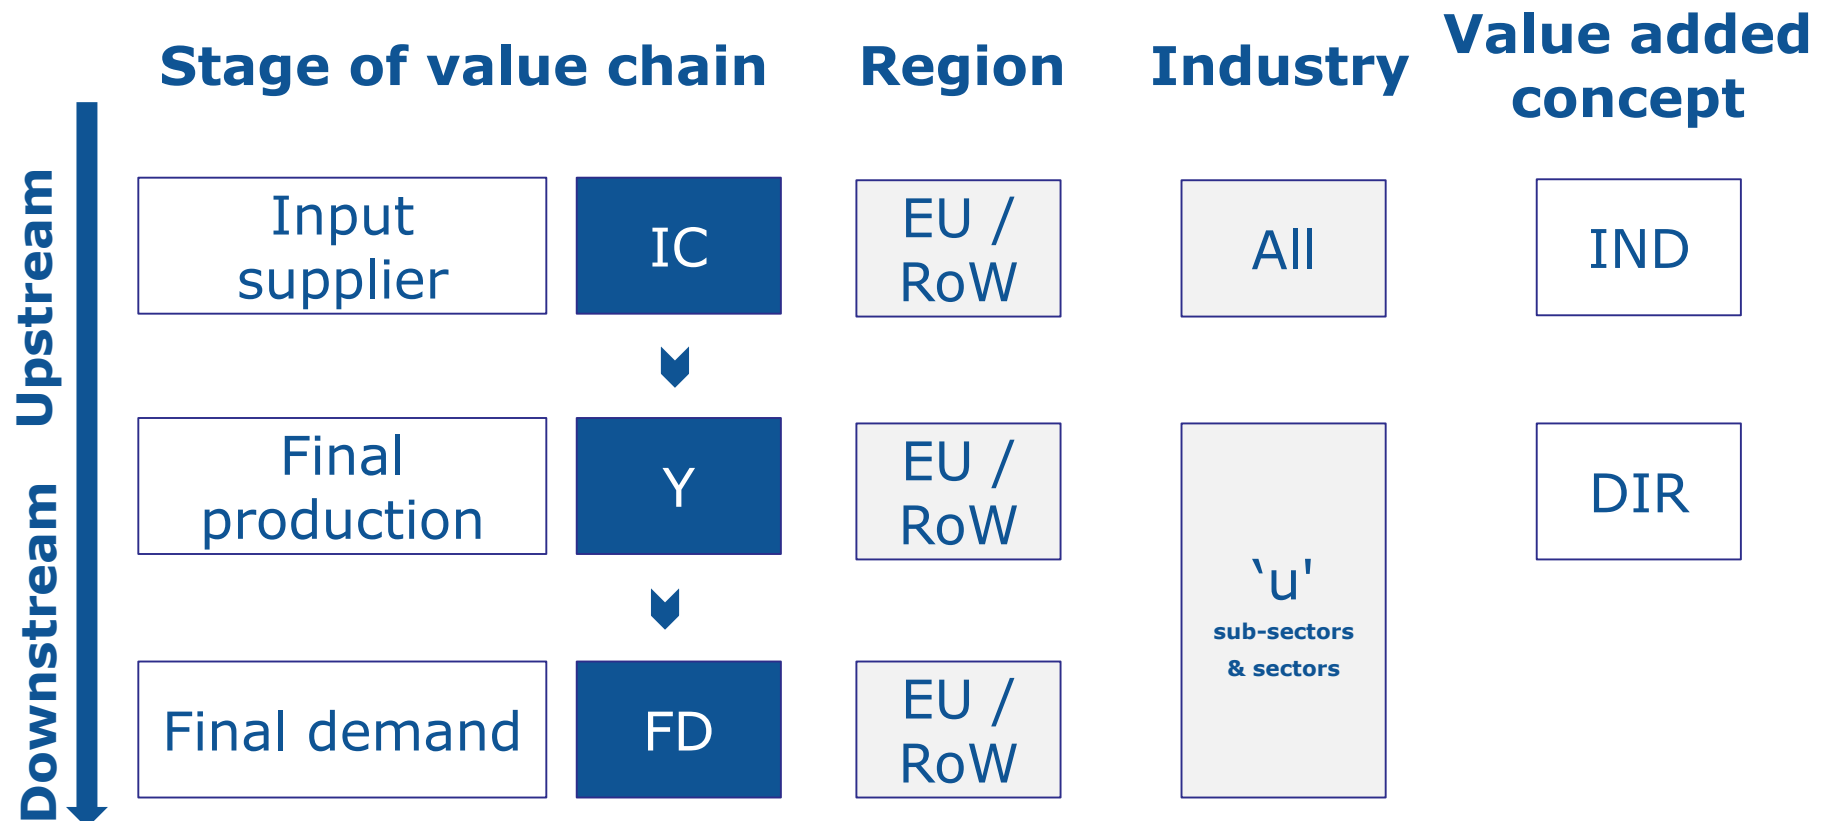 Stage of value chain
Region
Industry
Value added
concept
Upstream
Downstream
Input
supplier
IC
EU /
RoW
All
IND
Final
production
Y
EU /
RoW
‵u'
sub-sectors
& sectors
DIR
Final demand
FD
EU /
RoW